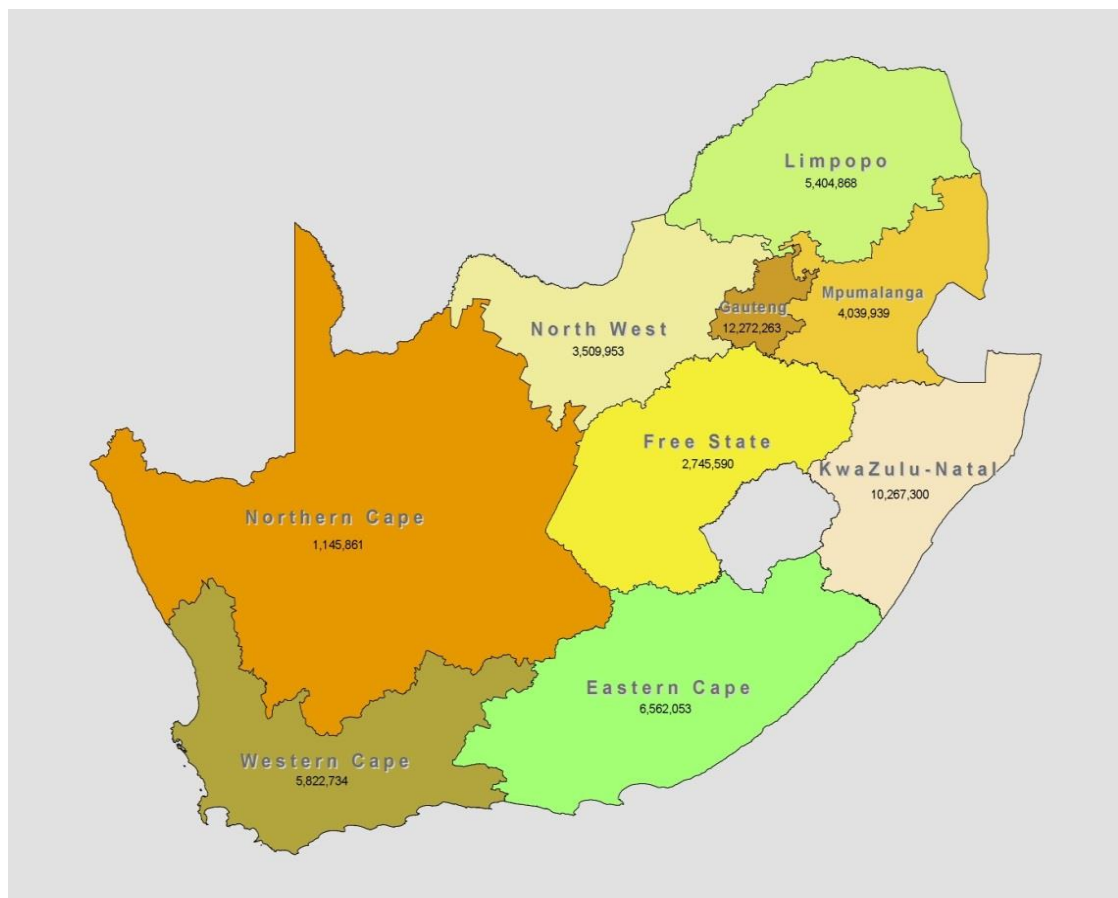 Limpopo
5,404,868
Mpumalanga
4,039,939
Gauteng
12,272,263
North West
3,509,953
Free State
2,745,590
KwaZulu-Natal
10,267,300
Northern Cape
1,145,861
Eastern Cape
6,562,053
Western Cape
5,822,734